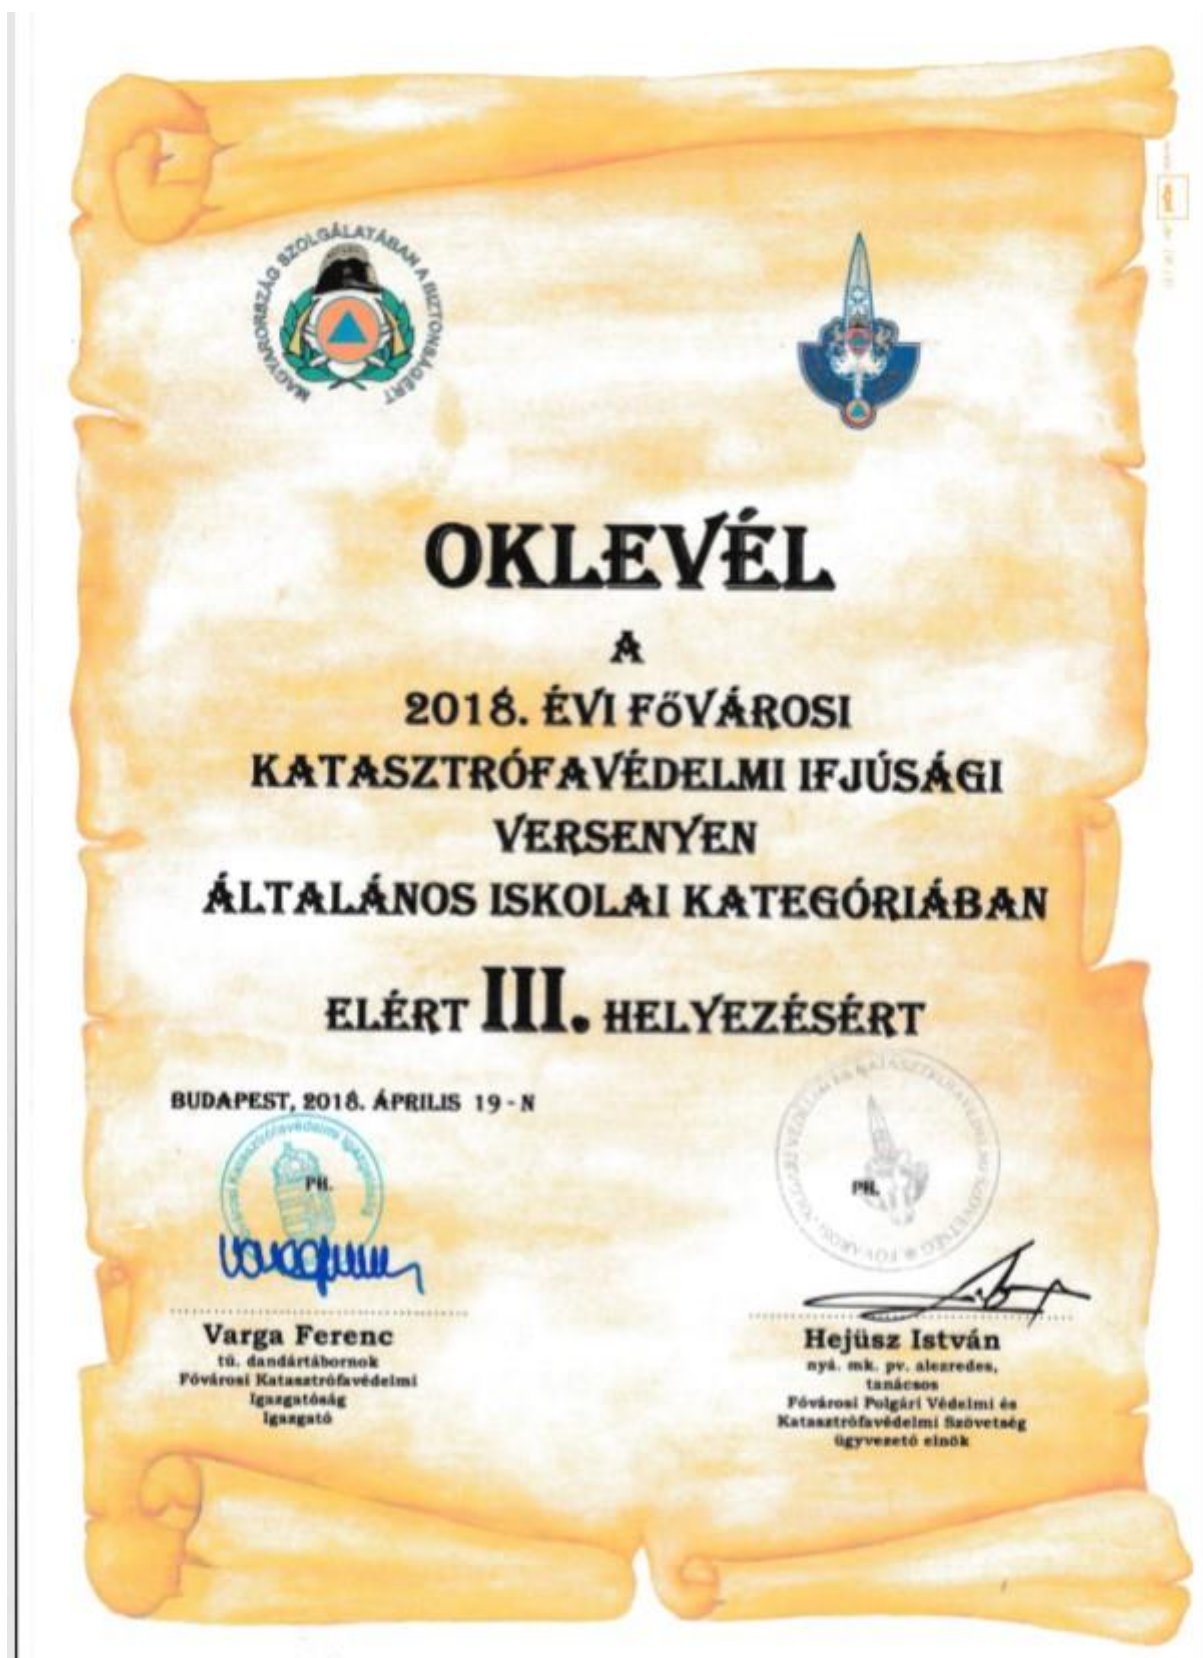 MAGYARORSZÁG SZOLGÁLATÁBAN A BIZTONSÁGÉRT
OKLEVÉL
A
2018. ÉVI FŐVÁROSI
KATASZTRÓFAVÉDELMI IFJÚSÁGI
VERSENYEN
ÁLTALÁNOS ISKOLAI KATEGÓRIÁBAN
ELÉRT III. HELYEZÉSÉRT
BUDAPEST, 2018. ÁPRILIS 19 - N
Katasztrófavédelmi Igazgatóság
PH.
PH.
Varga Ferenc
tű. dandártábornok
Fővárosi Katasztrófavédelmi
Igazgatóság
Igazgató
Hejüsz István
nyá. mk. pv. alezredes,
tanácsos
Fővárosi Polgári Védelmi és
Katasztrófavédelmi Szövetség
ügyvezető elnök